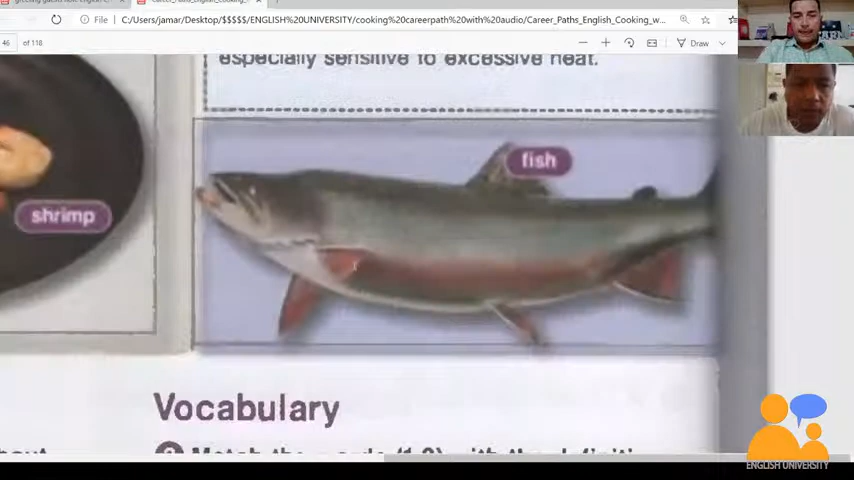 C:/Users/jamar/Desktop/$$$$$/ENGLISH%20UNIVERSITY/cooking%20careerpath%20with%20audio/Career_Paths_English_Cooking_w...
46 of 118
Draw
especially sensitive to excessive heat.
fish
shrimp
Vocabulary
ENGLISH UNIVERSITY